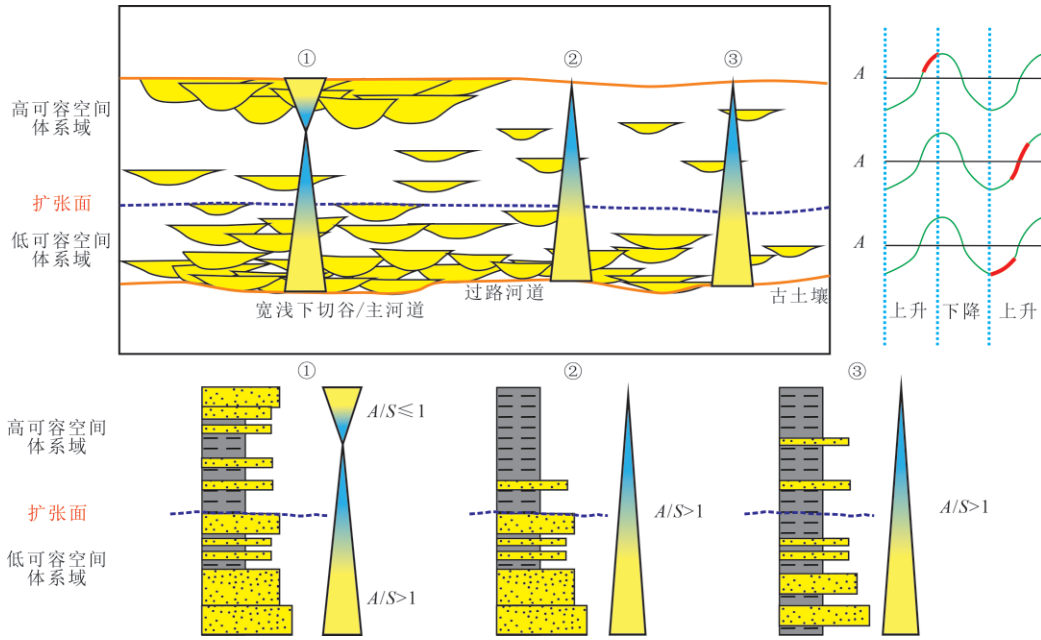 ①
②
③
高可容空间
体系域
扩张面
低可容空间
体系域
宽浅下切谷/主河道
过路河道
古土壤
A
A
A
上升
下降
上升
①
②
③
高可容空间
体系域
扩张面
低可容空间
体系域
A/S≤1
A/S>1
A/S>1
A/S>1